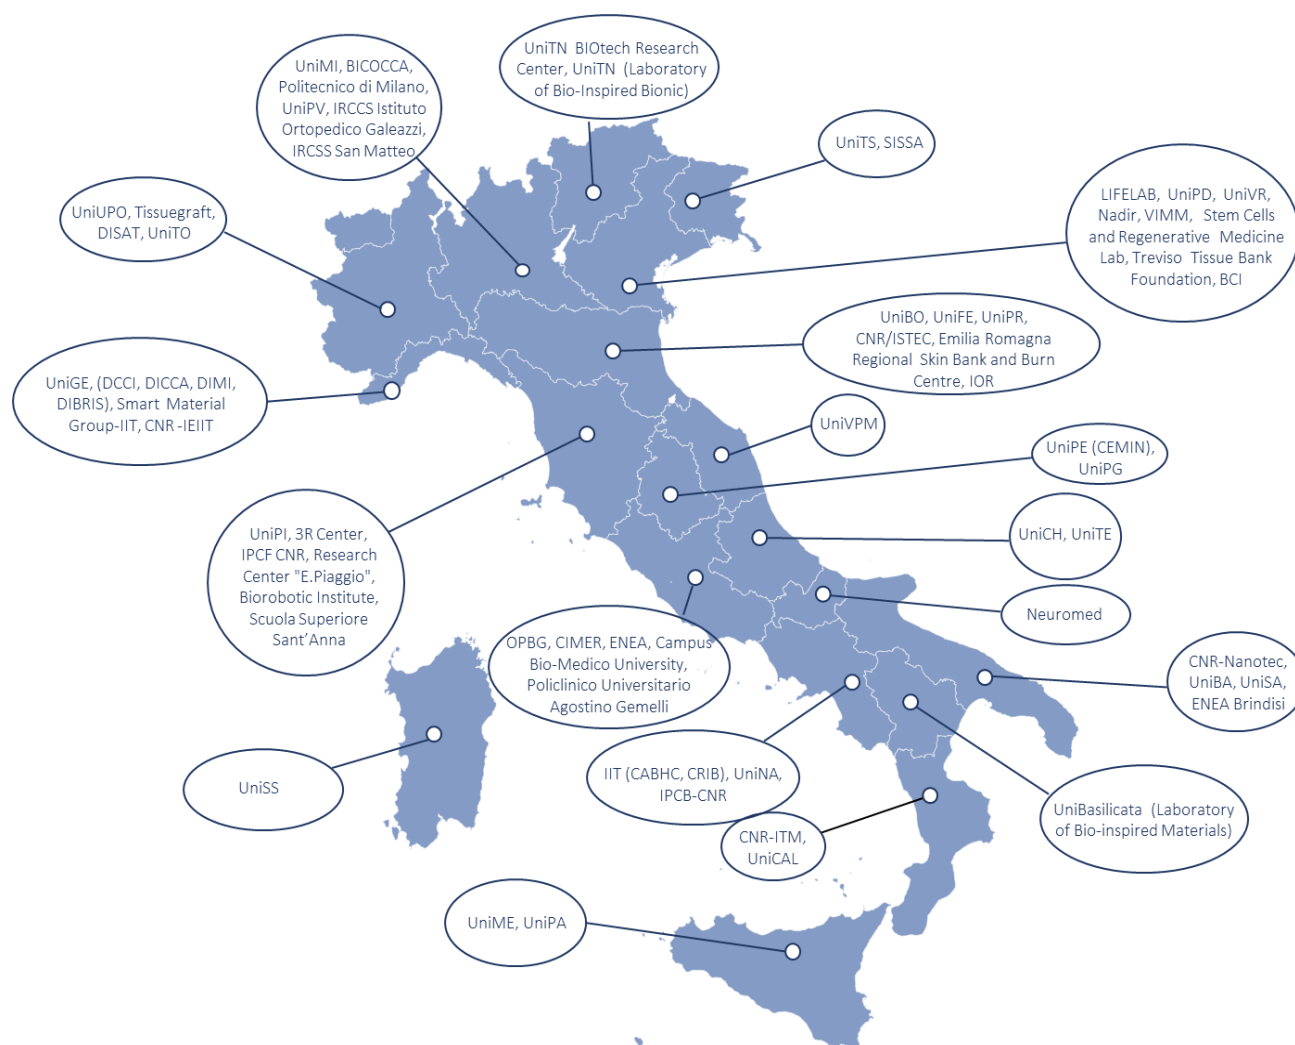 UniTN BIOtech Research
Center, UniTN (Laboratory
of Bio-Inspired Bionic)
UniMI, BICOCCA,
Politecnico di Milano,
UniPV, IRCCS Istituto
Ortopedico Galeazzi,
IRCSS San Matteo
UniTS, SISSA
UniUPO, Tissuegraft,
DISAT, UniTO
LIFELAB, UniPD, UniVR,
Nadir, VIMM, Stem Cells
and Regenerative Medicine
Lab, Treviso Tissue Bank
Foundation, BCI
UniBO, UniFE, UniPR,
CNR/ISTEC, Emilia Romagna
Regional Skin Bank and Burn
Centre, IOR
UniGE, (DCCI, DICCA, DIMI,
DIBRIS), Smart Material
Group-IIT, CNR -IEIIT
UniVPM
UniPE (CEMIN),
UniPG
UniPI, 3R Center,
IPCF CNR, Research
Center "E.Piaggio",
Biorobotic Institute,
Scuola Superiore
Sant'Anna
UniCH, UniTE
Neuromed
OPBG, CIMER, ENEA, Campus
Bio-Medico University,
Policlinico Universitario
Agostino Gemelli
CNR-Nanotec,
UniBA, UniSA,
ENEA Brindisi
UniSS
IIT (CABHC, CRIB), UniNA,
IPCB-CNR
UniBasilicata (Laboratory
of Bio-inspired Materials)
CNR-ITM,
UniCAL
UniME, UniPA